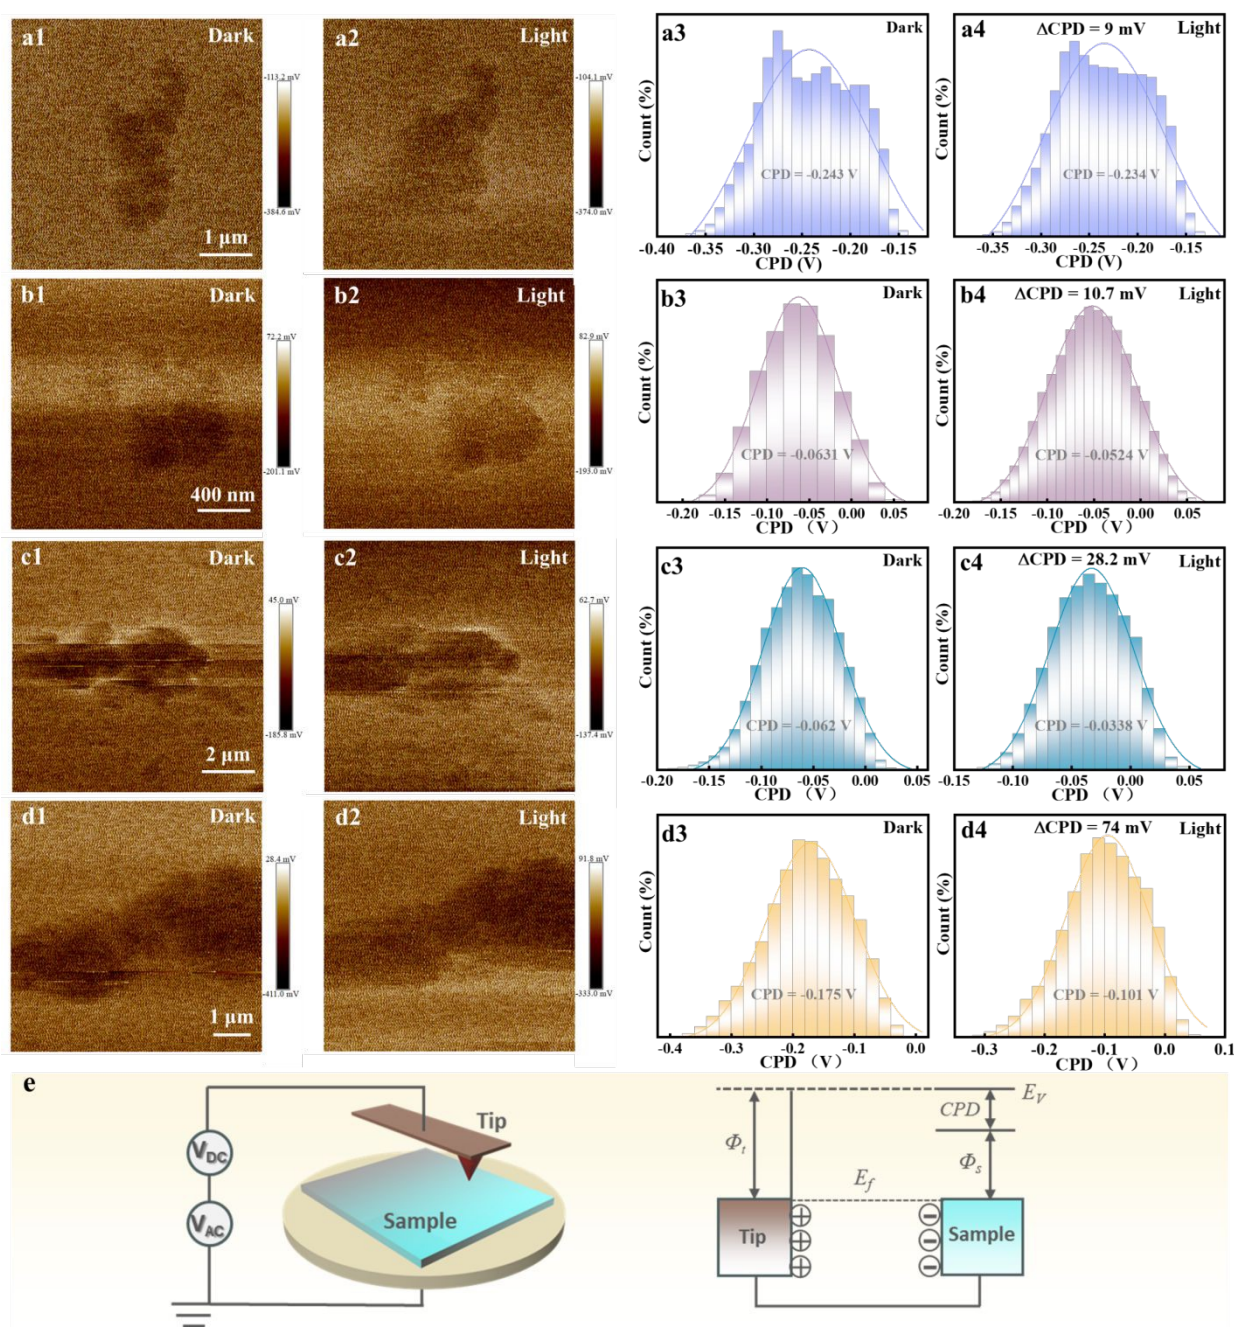 a1 Dark
-113.2 mV
-384.6 mV
1 μm
a2 Light
-104.1 mV
-374.0 mV
a3 Dark
Count (%)
CPD = -0.243 V
-0.40 -0.35 -0.30 -0.25 -0.20 -0.15
CPD (V)
a4 ΔCPD = 9 mV Light
Count (%)
CPD = -0.234 V
-0.35 -0.30 -0.25 -0.20 -0.15
CPD (V)
b1 Dark
72.2 mV
-201.1 mV
400 nm
b2 Light
82.9 mV
-193.0 mV
b3 Dark
Count (%)
CPD = -0.0631 V
-0.20 -0.15 -0.10 -0.05 0.00 0.05
CPD (V)
b4 ΔCPD = 10.7 mV Light
Count (%)
CPD = -0.0524 V
-0.20 -0.15 -0.10 -0.05 0.00 0.05
CPD (V)
c1 Dark
45.0 mV
-185.8 mV
2 μm
c2 Light
62.7 mV
-137.4 mV
c3 Dark
Count (%)
CPD = -0.062 V
-0.20 -0.15 -0.10 -0.05 0.00 0.05
CPD (V)
c4 ΔCPD = 28.2 mV Light
Count (%)
CPD = -0.0338 V
-0.15 -0.10 -0.05 0.00 0.05
CPD (V)
d1 Dark
28.4 mV
-411.0 mV
1 μm
d2 Light
91.8 mV
-333.0 mV
d3 Dark
Count (%)
CPD = -0.175 V
-0.4 -0.3 -0.2 -0.1 0.0
CPD (V)
d4 ΔCPD = 74 mV Light
Count (%)
CPD = -0.101 V
-0.3 -0.2 -0.1 0.0 0.1
CPD (V)
e
V_DC
V_AC
Tip
Sample
Φ_t
E_f
CPD
E_V
Φ_s
Tip
Sample